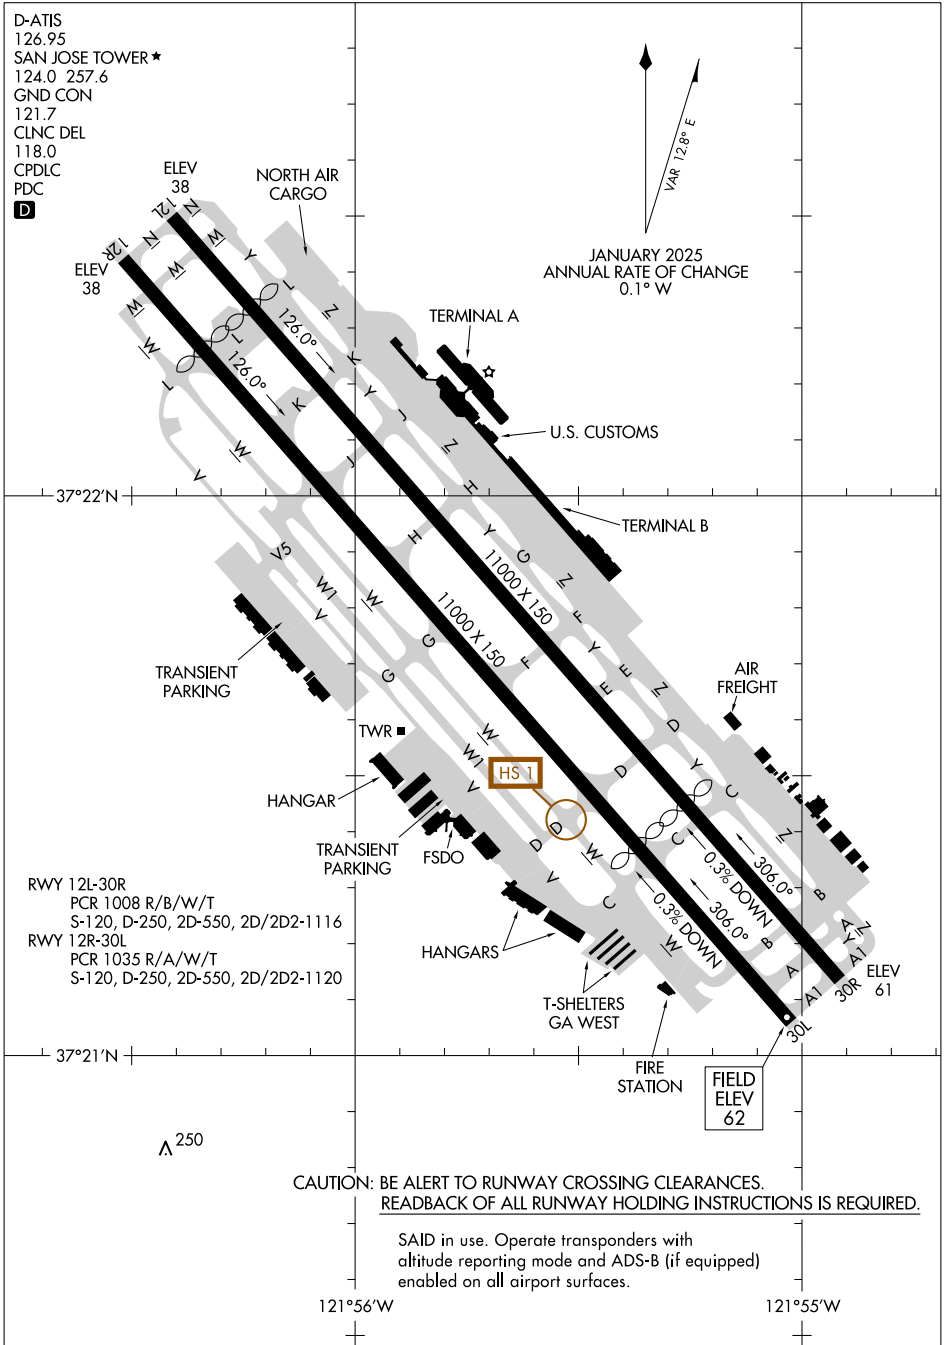 D-ATIS
126.95
SAN JOSE TOWER ★
124.0 257.6
GND CON
121.7
CLNC DEL
118.0
CPDLC
PDC
D
ELEV
38
NORTH AIR
CARGO
VAR 12.8° E
JANUARY 2025
ANNUAL RATE OF CHANGE
0.1° W
12L
N
N
12R
ELEV
38
W
Y
W
W
W
L
Z
L
L
126.0°
126.0°
TERMINAL A
K
Y
J
K
J
Z
U.S. CUSTOMS
W
V
H
37°22'N
TERMINAL B
Y
H
G
Z
V5
W1
V
W
G
G
11000 X 150
11000 X 150
F
F
Y
E
E
Z
D
TRANSIENT
PARKING
AIR
FREIGHT
TWR
W
W1
V
HS 1
D
Y
C
Z
HANGAR
TRANSIENT
PARKING
FSDO
D
D
W
V
C
C
306.0°
0.3% DOWN
306.0°
0.3% DOWN
B
B
W
A
Y
Z
A1
A
A1
30R
ELEV
61
30L
RWY 12L-30R
PCR 1008 R/B/W/T
S-120, D-250, 2D-550, 2D/2D2-1116
RWY 12R-30L
PCR 1035 R/A/W/T
S-120, D-250, 2D-550, 2D/2D2-1120
HANGARS
T-SHELTERS
GA WEST
FIRE
STATION
37°21'N
FIELD
ELEV
62
250
CAUTION: BE ALERT TO RUNWAY CROSSING CLEARANCES.
READBACK OF ALL RUNWAY HOLDING INSTRUCTIONS IS REQUIRED.
SAID in use. Operate transponders with
altitude reporting mode and ADS-B (if equipped)
enabled on all airport surfaces.
121°56'W
121°55'W